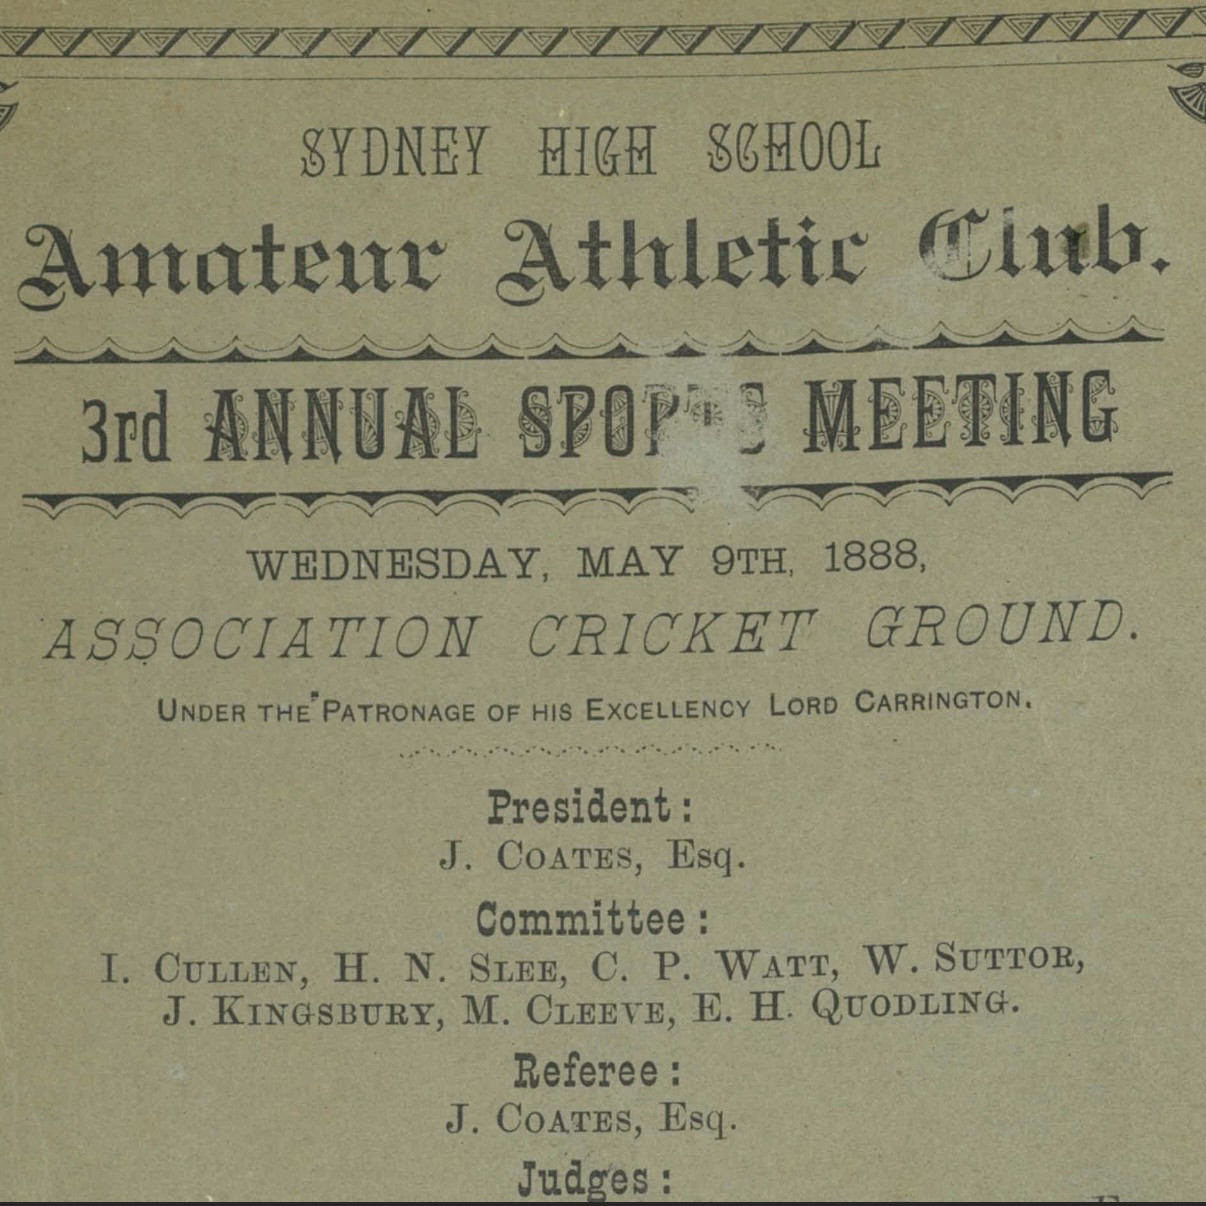 SYDNEY HIGH SCHOOL
Amateur Athletic Club.
3rd ANNUAL SPORTS MEETING
WEDNESDAY, MAY 9TH, 1888,
ASSOCIATION CRICKET GROUND.
UNDER THE PATRONAGE OF HIS EXCELLENCY LORD CARRINGTON.
President:
J. COATES, Esq.
Committee:
I. CULLEN, H. N. SLEE, C. P. WATT, W. SUTTOR,
J. KINGSBURY, M. CLEEVE, E. H. QUODLING.
Referee:
J. COATES, Esq.
Judges: